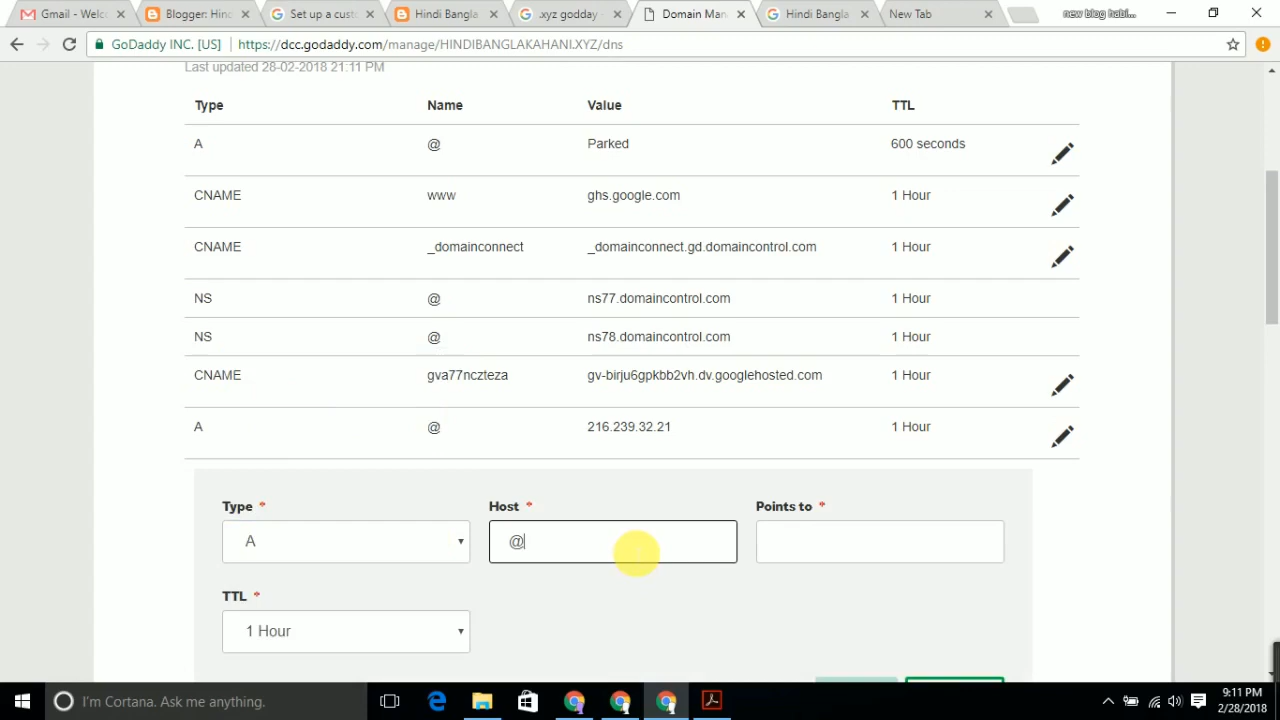 Gmail - Welc
Blogger: Hin
Set up a cust
Hindi Bangla
.xyz godday -
Domain Man
Hindi Bangla
New Tab
new blog habi...
GoDaddy INC. [US] https://dcc.godaddy.com/manage/HINDIBANGLAKAHANI.XYZ/dns
Last updated 28-02-2018 21:11 PM
Type Name Value TTL
A @ Parked 600 seconds
CNAME www ghs.google.com 1 Hour
CNAME _domainconnect _domainconnect.gd.domaincontrol.com 1 Hour
NS @ ns77.domaincontrol.com 1 Hour
NS @ ns78.domaincontrol.com 1 Hour
CNAME gva77nczteza gv-birju6gpkbb2vh.dv.googlehosted.com 1 Hour
A @ 216.239.32.21 1 Hour
Type * Host * Points to *
A @
TTL *
1 Hour
I'm Cortana. Ask me anything.
9:11 PM
2/28/2018